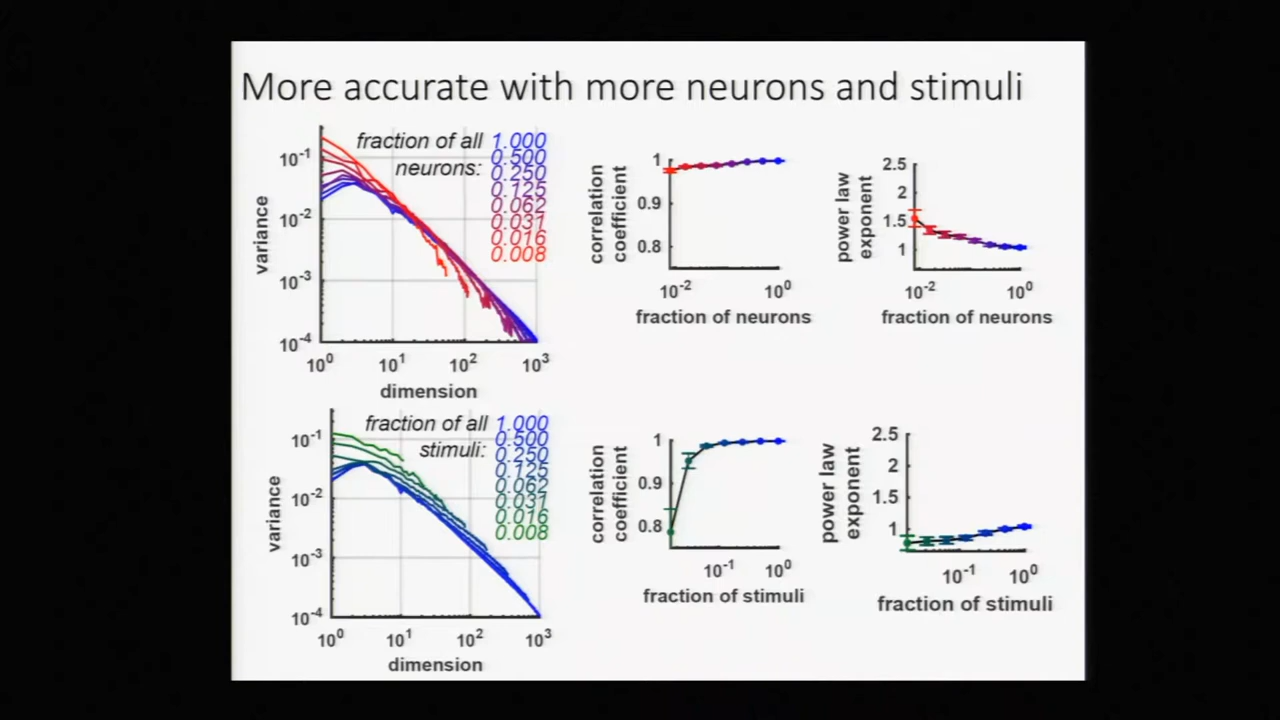 More accurate with more neurons and stimuli
fraction of all
neurons:
1.000
0.500
0.250
0.125
0.062
0.031
0.016
0.008
variance
10⁻¹
10⁻²
10⁻³
10⁻⁴
10⁰ 10¹ 10² 10³
dimension
correlation
coefficient
1
0.9
0.8
10⁻² 10⁰
fraction of neurons
power law
exponent
2.5
2
1.5
1
10⁻² 10⁰
fraction of neurons
fraction of all
stimuli:
1.000
0.500
0.250
0.125
0.062
0.031
0.016
0.008
variance
10⁻¹
10⁻²
10⁻³
10⁻⁴
10⁰ 10¹ 10² 10³
dimension
correlation
coefficient
1
0.9
0.8
10⁻¹ 10⁰
fraction of stimuli
power law
exponent
2.5
2
1.5
1
10⁻¹ 10⁰
fraction of stimuli